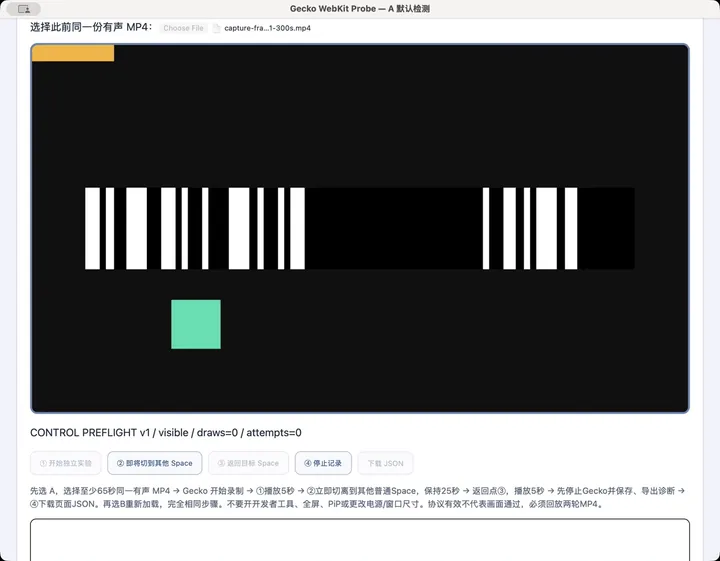 Gecko WebKit Probe — A 默认检测
选择此前同一份有声 MP4： Choose File capture-fra...1-300s.mp4
CONTROL PREFLIGHT v1 / visible / draws=0 / attempts=0
① 开始独立实验 ② 即将切到其他 Space ③ 返回目标 Space ④ 停止记录 下载 JSON
先选 A，选择至少65秒同一有声 MP4 → Gecko 开始录制 → ①播放5秒 → ②立即切离到其他普通Space，保持25秒 → 返回点③，播放5秒 → 先停止Gecko并保存、导出诊断 →
④下载页面JSON。再选B重新加载，完全相同步骤。不要开开发者工具、全屏、PiP或更改电源/窗口尺寸。协议有效不代表画面通过，必须回放两轮MP4。